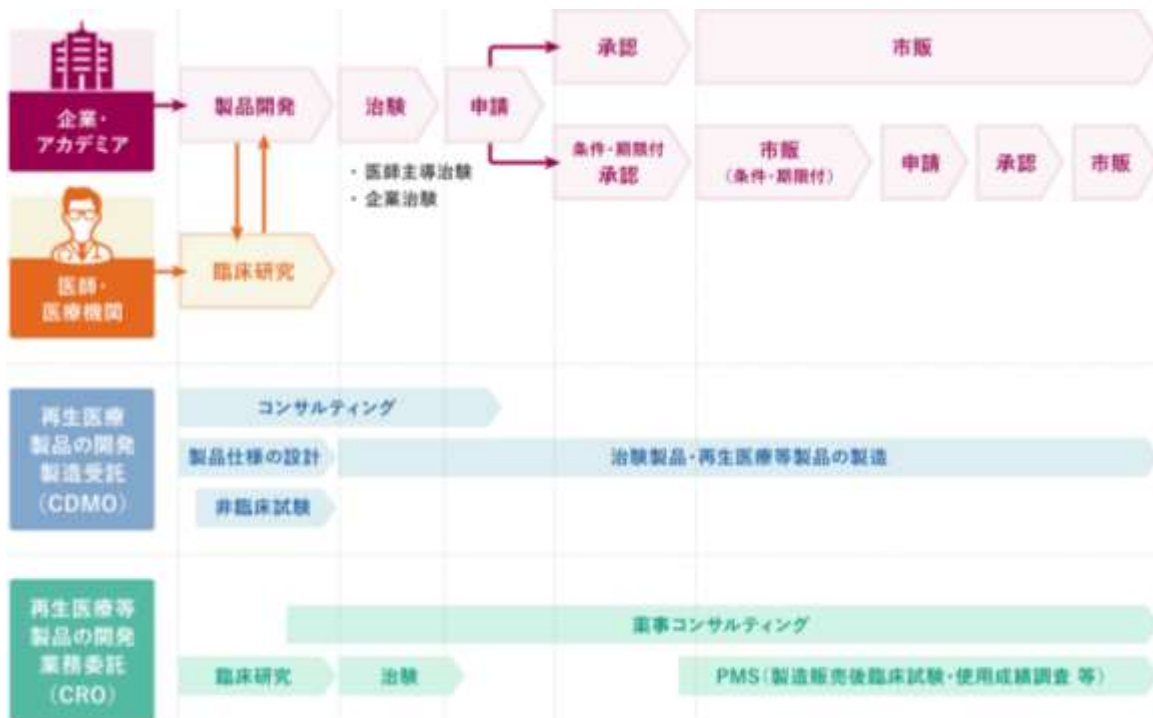 承認
市販
企業・
アカデミア
製品開発
治験
申請
・医師主導治験
・企業治験
条件・期限付
承認
市販
（条件・期限付）
申請
承認
市販
医師・
医療機関
臨床研究
再生医療
製品の開発
製造受託
（CDMO）
コンサルティング
製品仕様の設計
治験製品・再生医療等製品の製造
非臨床試験
再生医療等
製品の開発
業務委託
（CRO）
薬事コンサルティング
臨床研究
治験
PMS（製造販売後臨床試験・使用成績調査 等）